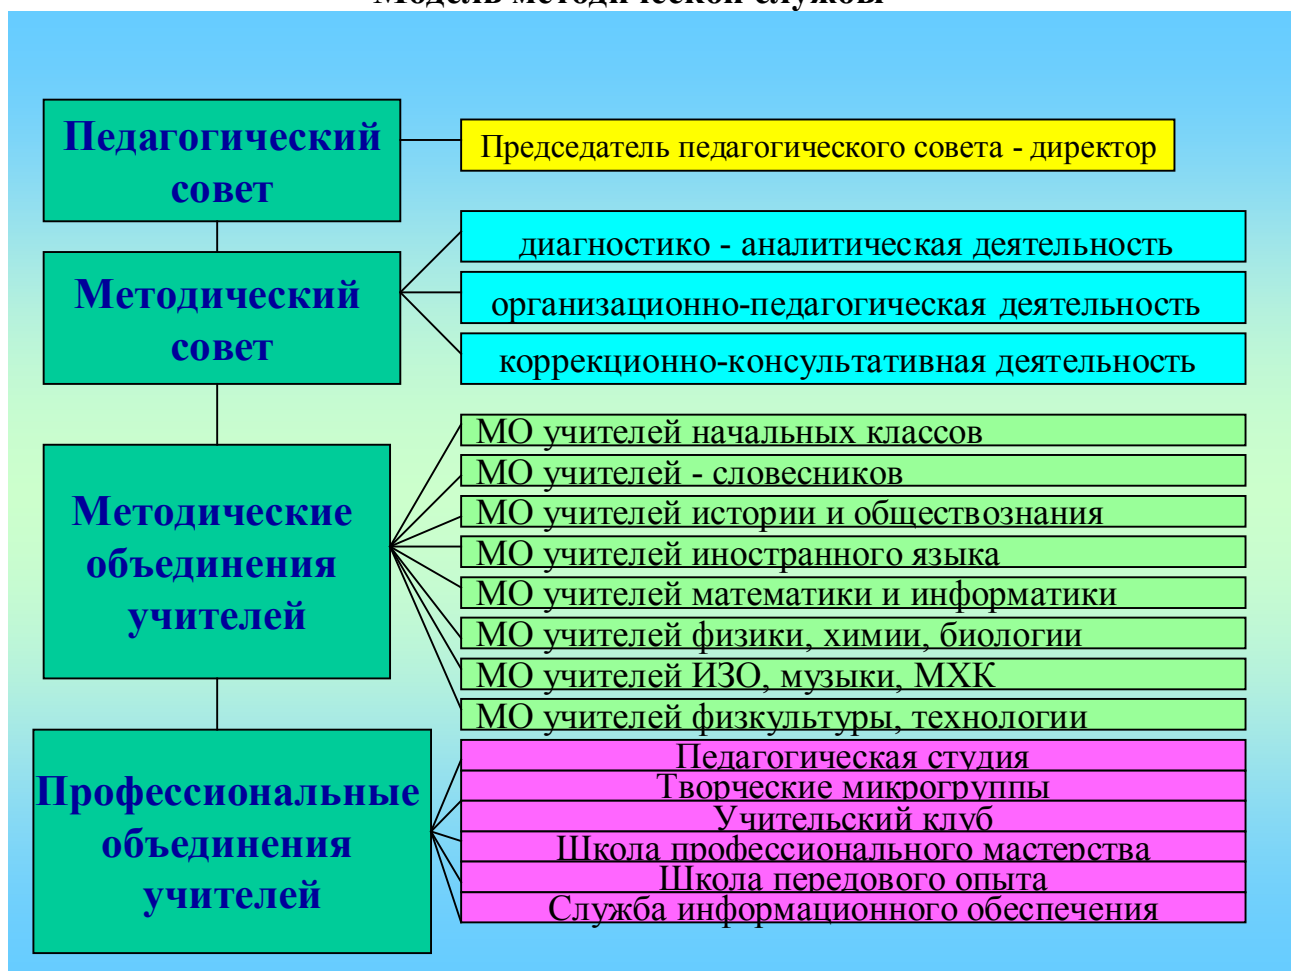 Модель методической службы
Педагогический
совет
Председатель педагогического совета - директор
Методический
совет
диагностико - аналитическая деятельность
организационно-педагогическая деятельность
коррекционно-консультативная деятельность
Методические
объединения
учителей
МО учителей начальных классов
МО учителей - словесников
МО учителей истории и обществознания
МО учителей иностранного языка
МО учителей математики и информатики
МО учителей физики, химии, биологии
МО учителей ИЗО, музыки, МХК
МО учителей физкультуры, технологии
Профессиональные
объединения
учителей
Педагогическая студия
Творческие микрогруппы
Учительский клуб
Школа профессионального мастерства
Школа передового опыта
Служба информационного обеспечения